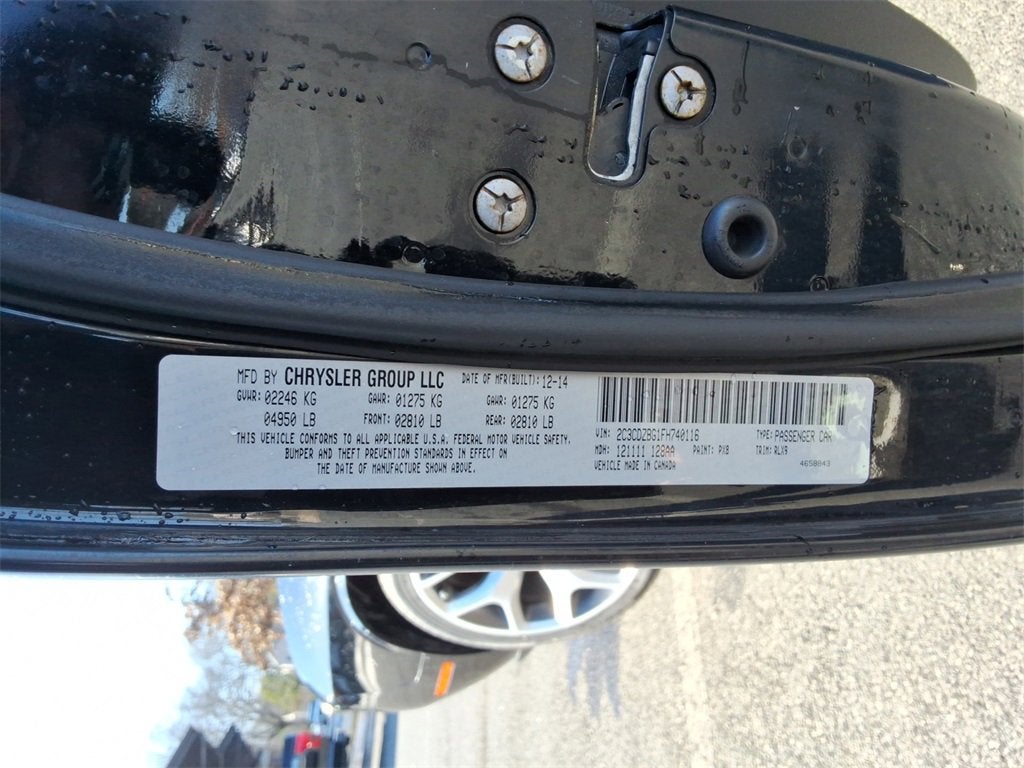 MFD BY CHRYSLER GROUP LLC DATE OF MFR(BUILT): 12-14
GVWR: 02246 KG GAWR: 01275 KG GAWR: 01275 KG
04950 LB FRONT: 02810 LB REAR: 02810 LB
THIS VEHICLE CONFORMS TO ALL APPLICABLE U.S.A. FEDERAL MOTOR VEHICLE SAFETY,
BUMPER AND THEFT PREVENTION STANDARDS IN EFFECT ON
THE DATE OF MANUFACTURE SHOWN ABOVE.
VIN: 2C3CDZBG1FH740116 TYPE: PASSENGER CAR
MDH: 121111 128AA PAINT: PX8 TRIM: RLX9
VEHICLE MADE IN CANADA 4658843